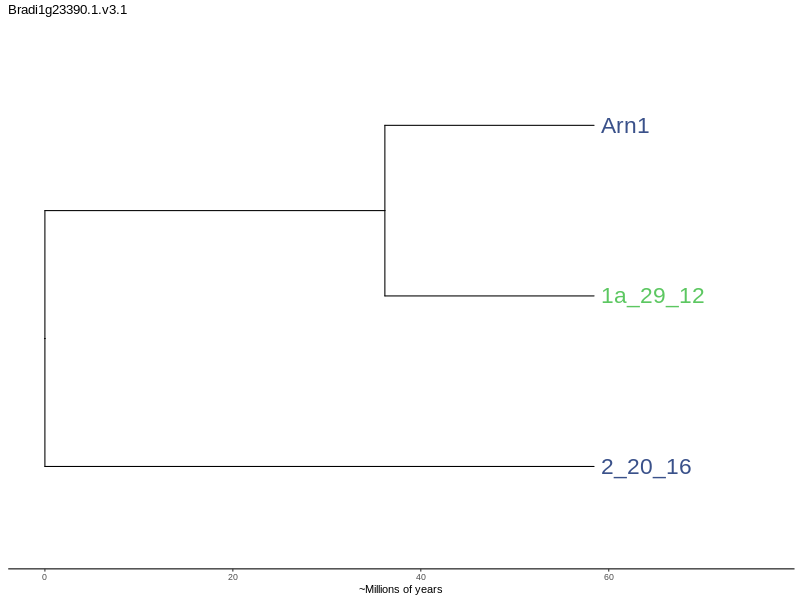 Bradi1g23390.1.v3.1
Arn1
1a_29_12
2_20_16
0 20 40 60
~Millions of years